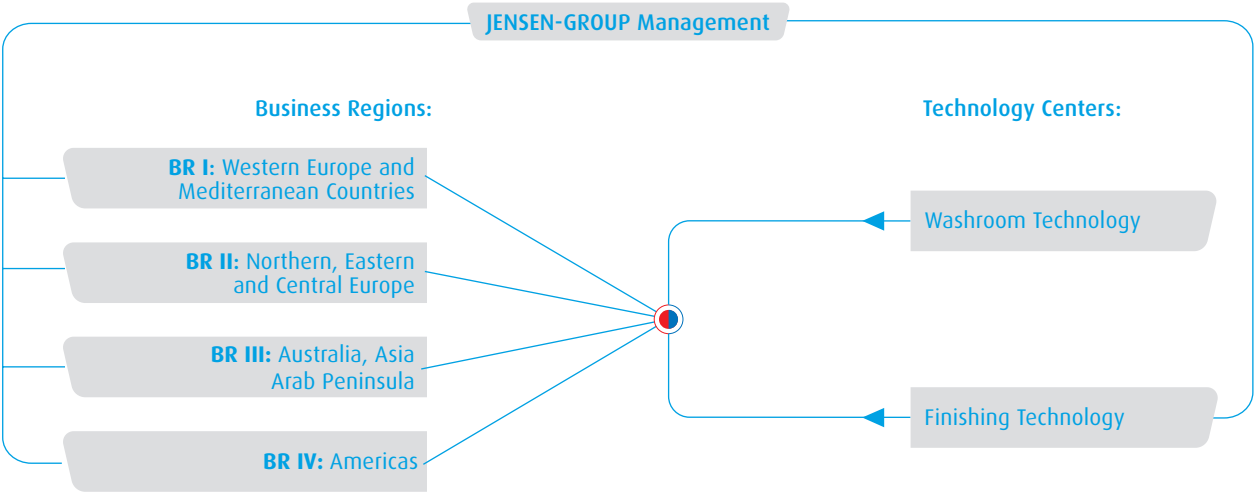 JENSEN-GROUP Management
Business Regions:
BR I: Western Europe and
Mediterranean Countries
BR II: Northern, Eastern
and Central Europe
BR III: Australia, Asia
Arab Peninsula
BR IV: Americas
Technology Centers:
Washroom Technology
Finishing Technology